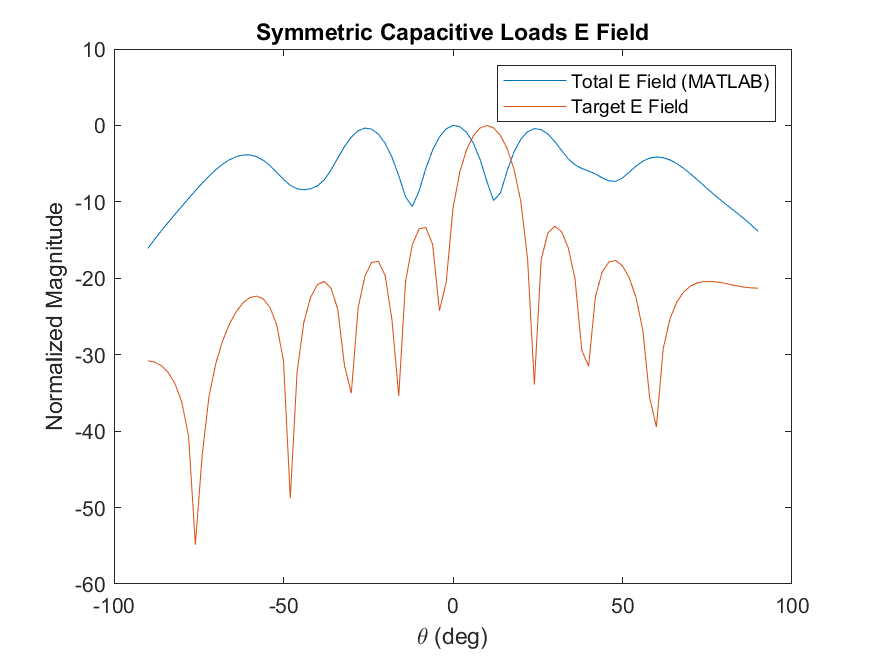 Symmetric Capacitive Loads E Field
Total E Field (MATLAB)
Target E Field
Normalized Magnitude
10
0
-10
-20
-30
-40
-50
-60
-100
-50
0
50
100
θ (deg)